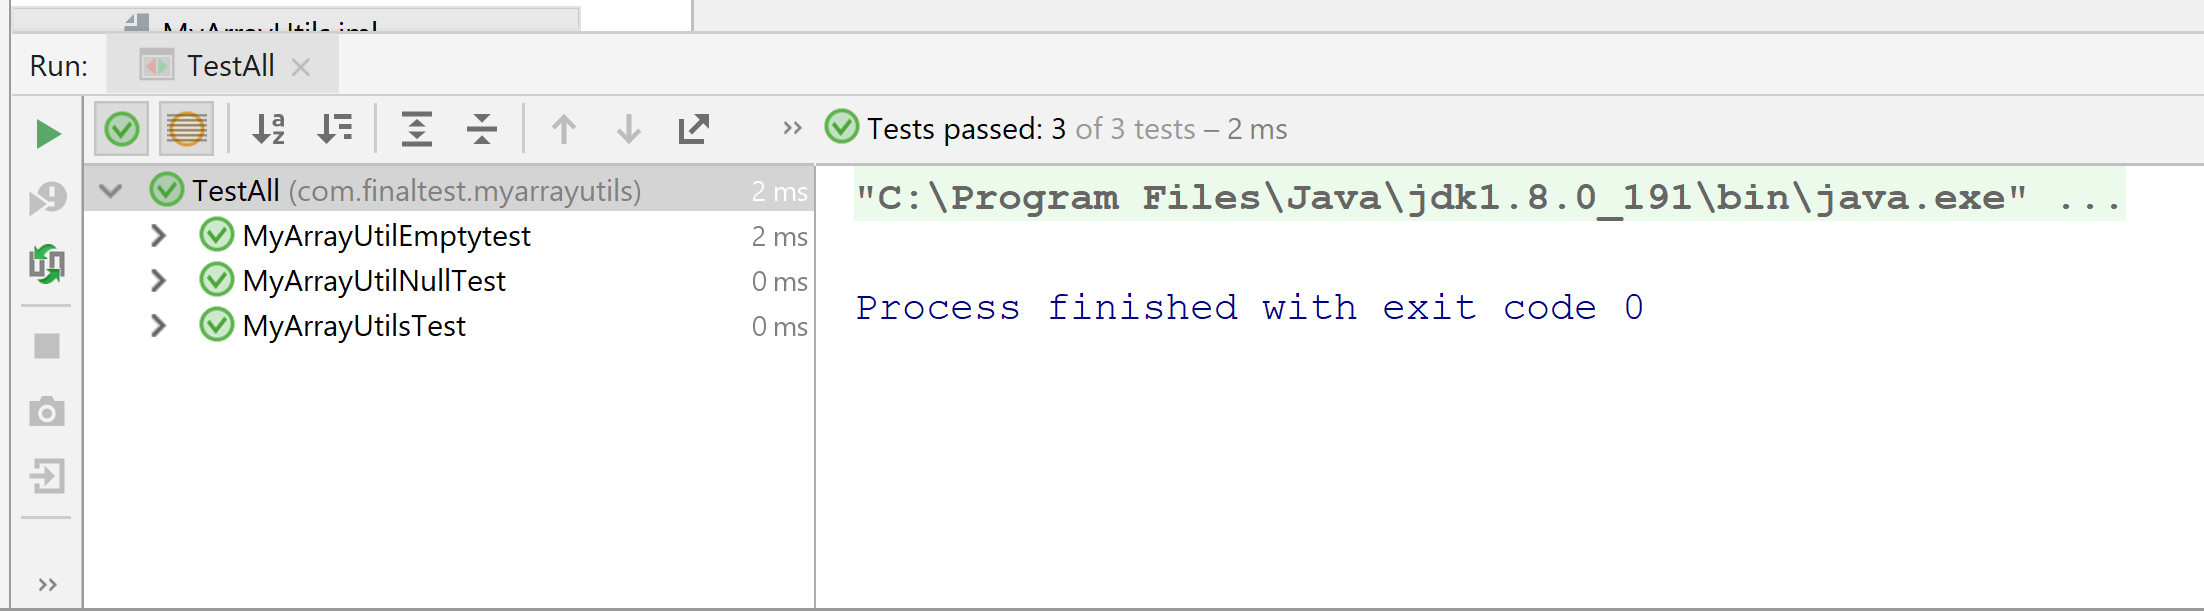 MyArrayUtils.iml
Run: TestAll
Tests passed: 3 of 3 tests – 2 ms
TestAll (com.finaltest.myarrayutils) 2 ms
MyArrayUtilEmptytest 2 ms
MyArrayUtilNullTest 0 ms
MyArrayUtilsTest 0 ms
"C:\Program Files\Java\jdk1.8.0_191\bin\java.exe" ...
Process finished with exit code 0